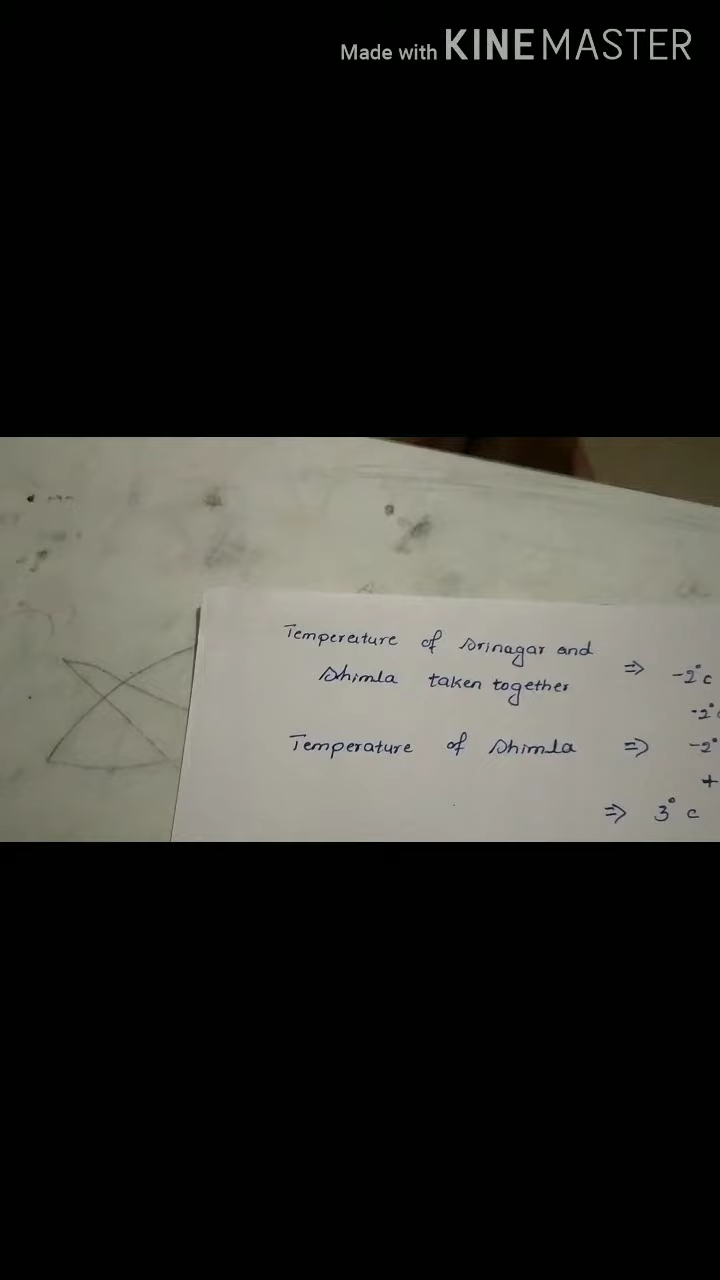 Made with KINEMASTER
Temperature of Srinagar and
Shimla taken together => -2°c
-2°c
Temperature of Shimla => -2°
+
=> 3°c